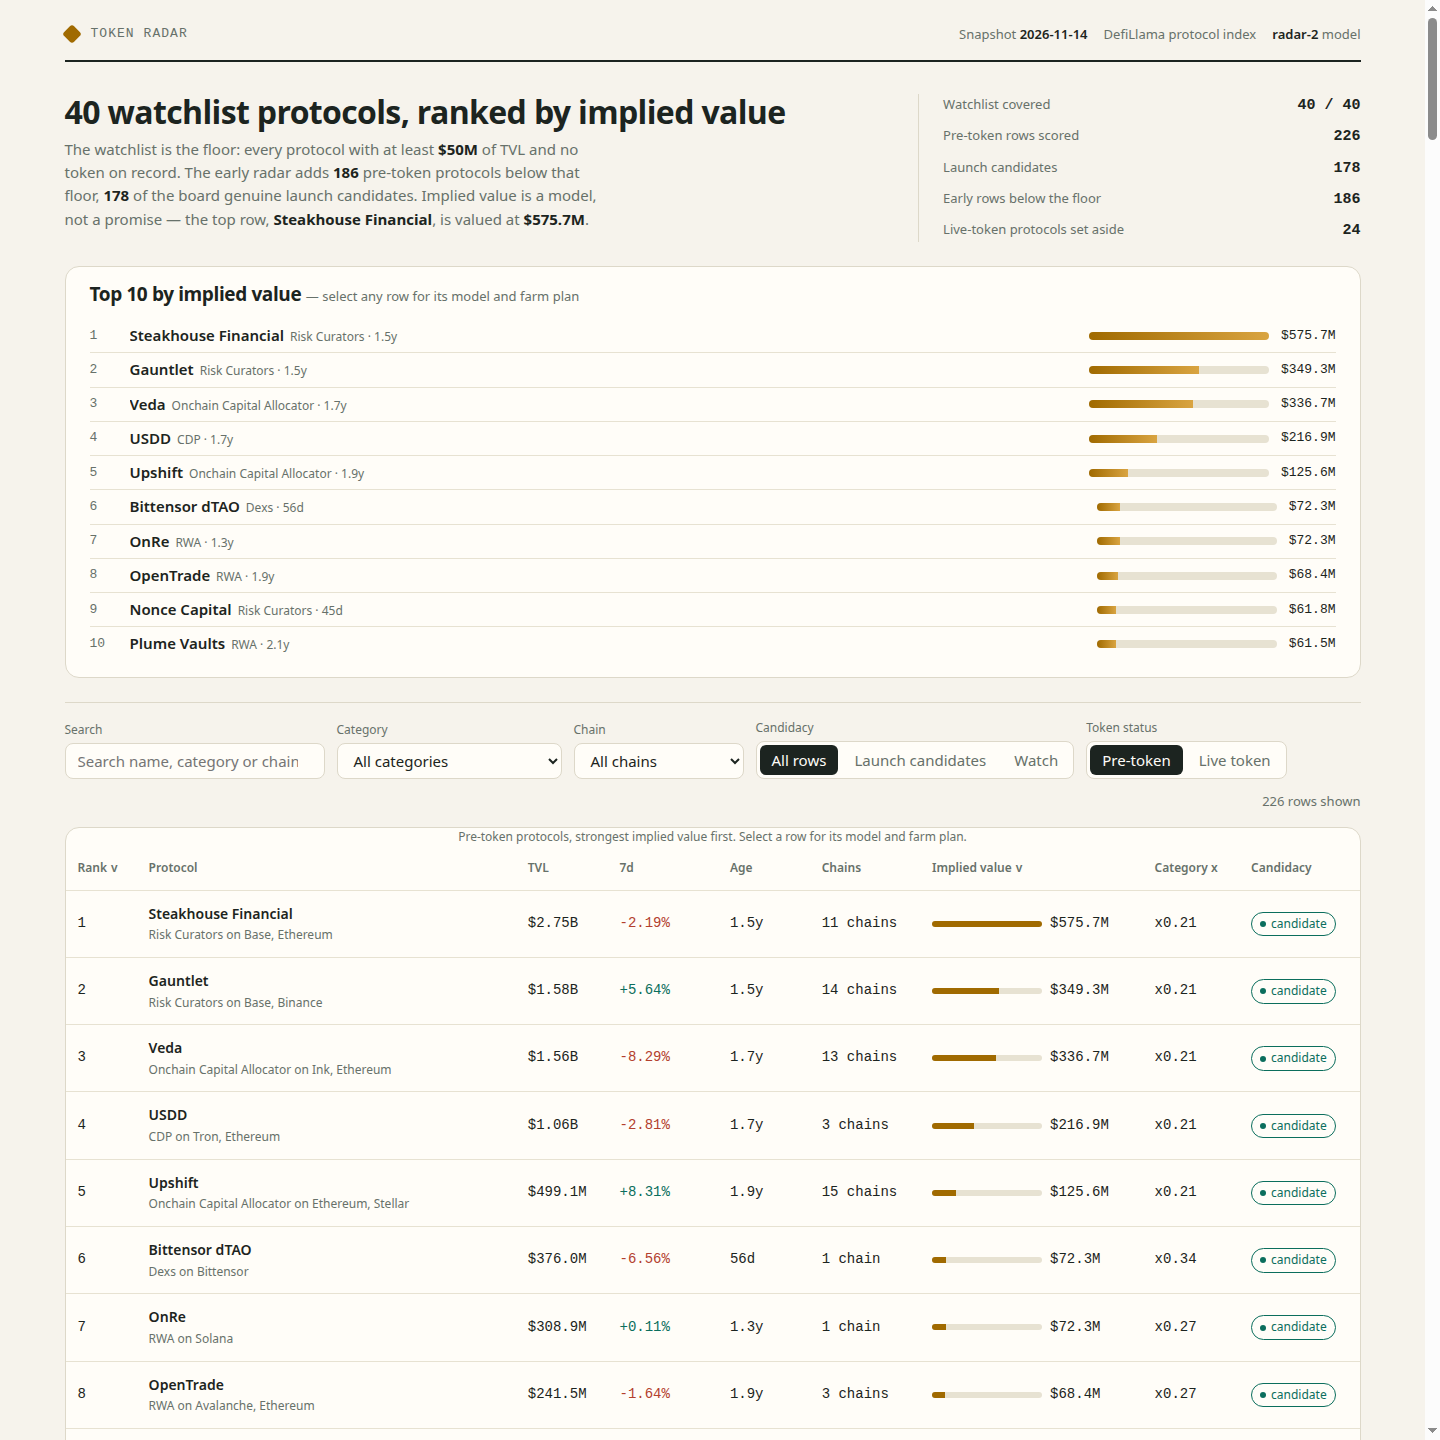 TOKEN RADAR
Snapshot 2026-11-14 DefiLlama protocol index radar-2 model
40 watchlist protocols, ranked by implied value
The watchlist is the floor: every protocol with at least $50M of TVL and no
token on record. The early radar adds 186 pre-token protocols below that
floor, 178 of the board genuine launch candidates. Implied value is a model,
not a promise — the top row, Steakhouse Financial, is valued at $575.7M.
Watchlist covered 40 / 40
Pre-token rows scored 226
Launch candidates 178
Early rows below the floor 186
Live-token protocols set aside 24
Top 10 by implied value — select any row for its model and farm plan
1 Steakhouse Financial Risk Curators · 1.5y $575.7M
2 Gauntlet Risk Curators · 1.5y $349.3M
3 Veda Onchain Capital Allocator · 1.7y $336.7M
4 USDD CDP · 1.7y $216.9M
5 Upshift Onchain Capital Allocator · 1.9y $125.6M
6 Bittensor dTAO Dexs · 56d $72.3M
7 OnRe RWA · 1.3y $72.3M
8 OpenTrade RWA · 1.9y $68.4M
9 Nonce Capital Risk Curators · 45d $61.8M
10 Plume Vaults RWA · 2.1y $61.5M
Search Category Chain Candidacy Token status
Search name, category or chain All categories All chains All rows Launch candidates Watch Pre-token Live token
226 rows shown
Pre-token protocols, strongest implied value first. Select a row for its model and farm plan.
Rank v Protocol TVL 7d Age Chains Implied value v Category x Candidacy
1 Steakhouse Financial $2.75B -2.19% 1.5y 11 chains $575.7M x0.21 candidate
Risk Curators on Base, Ethereum
2 Gauntlet $1.58B +5.64% 1.5y 14 chains $349.3M x0.21 candidate
Risk Curators on Base, Binance
3 Veda $1.56B -8.29% 1.7y 13 chains $336.7M x0.21 candidate
Onchain Capital Allocator on Ink, Ethereum
4 USDD $1.06B -2.81% 1.7y 3 chains $216.9M x0.21 candidate
CDP on Tron, Ethereum
5 Upshift $499.1M +8.31% 1.9y 15 chains $125.6M x0.21 candidate
Onchain Capital Allocator on Ethereum, Stellar
6 Bittensor dTAO $376.0M -6.56% 56d 1 chain $72.3M x0.34 candidate
Dexs on Bittensor
7 OnRe $308.9M +0.11% 1.3y 1 chain $72.3M x0.27 candidate
RWA on Solana
8 OpenTrade $241.5M -1.64% 1.9y 3 chains $68.4M x0.27 candidate
RWA on Avalanche, Ethereum